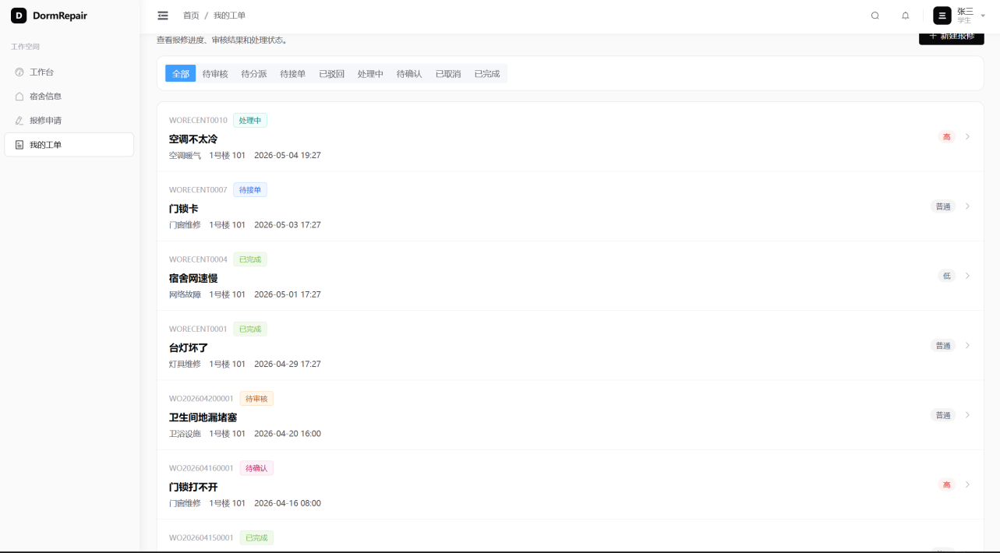 D DormRepair
首页 / 我的工单
三 张三
学生
工作空间
工作台
宿舍信息
报修申请
我的工单
查看报修进度、审核结果和处理状态。
+ 新建报修
全部 待审核 待分派 待接单 已驳回 处理中 待确认 已取消 已完成
WORECENT0010 处理中
空调不太冷
空调暖气 1号楼 101 2026-05-04 19:27
高
WORECENT0007 待接单
门锁卡
门窗维修 1号楼 101 2026-05-03 17:27
普通
WORECENT0004 已完成
宿舍网速慢
网络故障 1号楼 101 2026-05-01 17:27
低
WORECENT0001 已完成
台灯坏了
灯具维修 1号楼 101 2026-04-29 17:27
普通
WO202604200001 待审核
卫生间地漏堵塞
卫浴设施 1号楼 101 2026-04-20 16:00
普通
WO202604160001 待确认
门锁打不开
门窗维修 1号楼 101 2026-04-16 08:00
高
WO202604150001 已完成